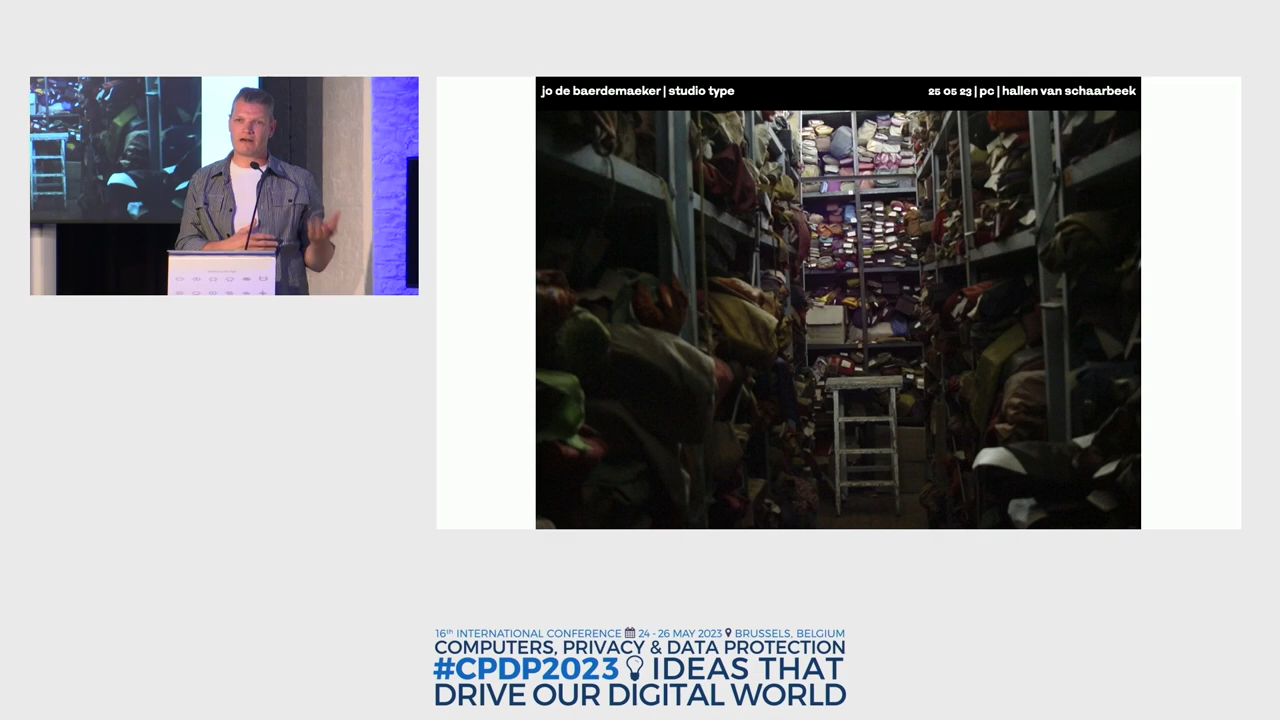 jo de baerdemaeker | studio type
25 05 23 | pc | hallen van schaarbeek
16th INTERNATIONAL CONFERENCE 24 - 26 MAY 2023 BRUSSELS, BELGIUM
COMPUTERS, PRIVACY & DATA PROTECTION
#CPDP2023 IDEAS THAT
DRIVE OUR DIGITAL WORLD